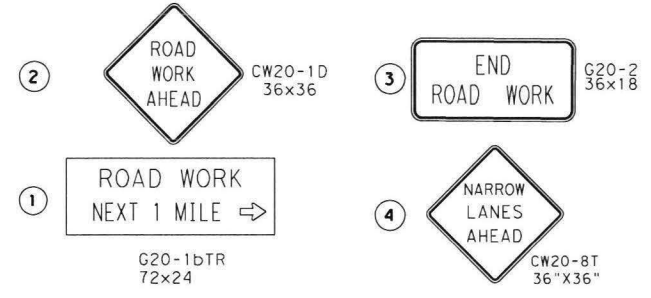 2
ROAD
WORK
AHEAD
CW20-1D
36x36
3
END
ROAD WORK
G20-2
36x18
1
ROAD WORK
NEXT 1 MILE ⇨
G20-1bTR
72x24
4
NARROW
LANES
AHEAD
CW20-8T
36"X36"